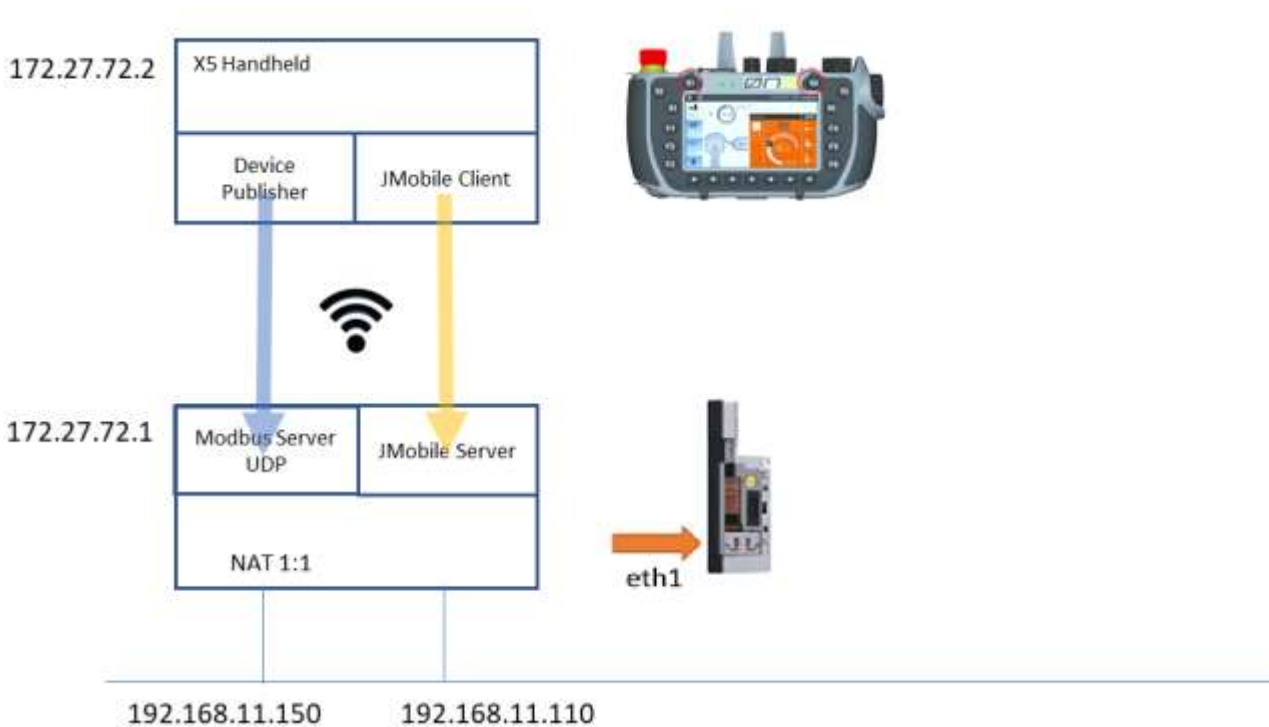 172.27.72.2
X5 Handheld
Device
Publisher
JMobile Client
172.27.72.1
Modbus Server
UDP
JMobile Server
NAT 1:1
eth1
192.168.11.150
192.168.11.110